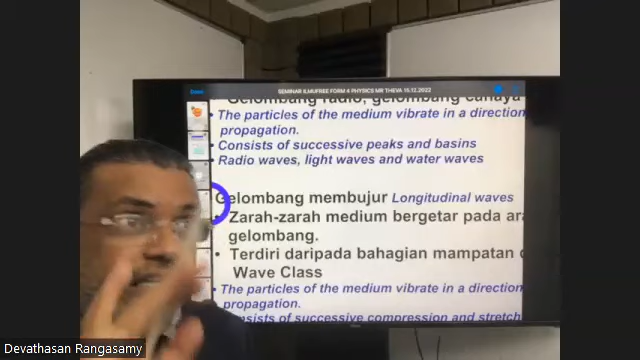 SEMINAR ILMUFREE FORM 4 PHYSICS MR THEVA 15.12.2022
Gelombang radio, gelombang cahaya
• The particles of the medium vibrate in a direction
propagation.
• Consists of successive peaks and basins
• Radio waves, light waves and water waves
Gelombang membujur Longitudinal waves
• Zarah-zarah medium bergetar pada ara
gelombang.
• Terdiri daripada bahagian mampatan d
Wave Class
• The particles of the medium vibrate in a direction
propagation.
sists of successive compression and stretch
Devathasan Rangasamy